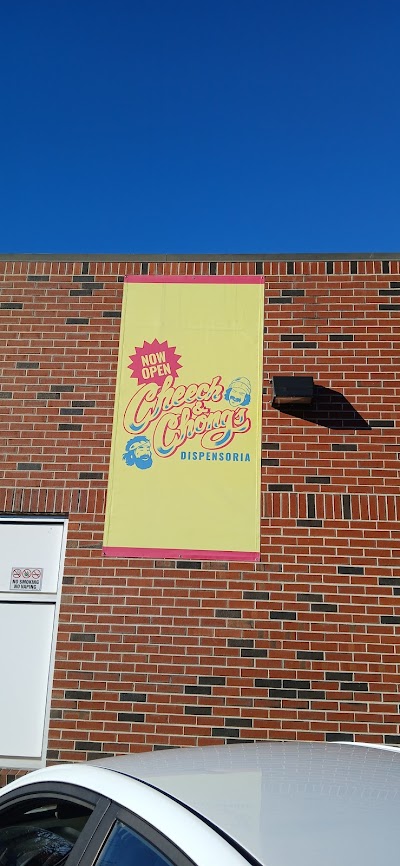 NOW
OPEN
Cheech
&
Chong's
DISPENSORIA
NO SMOKING
NO VAPING